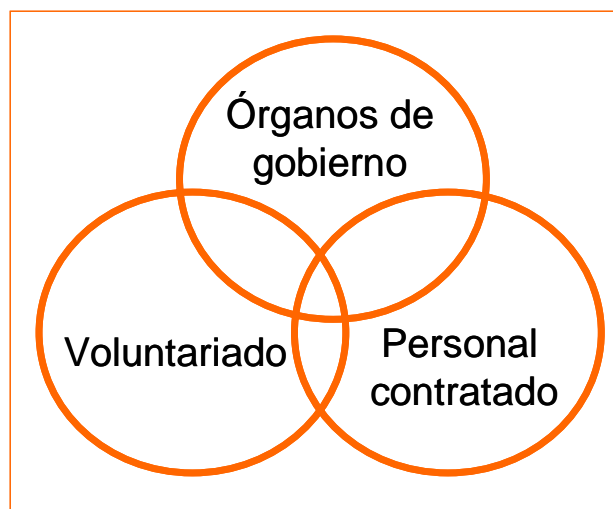 Órganos de
gobierno
Voluntariado
Personal
contratado